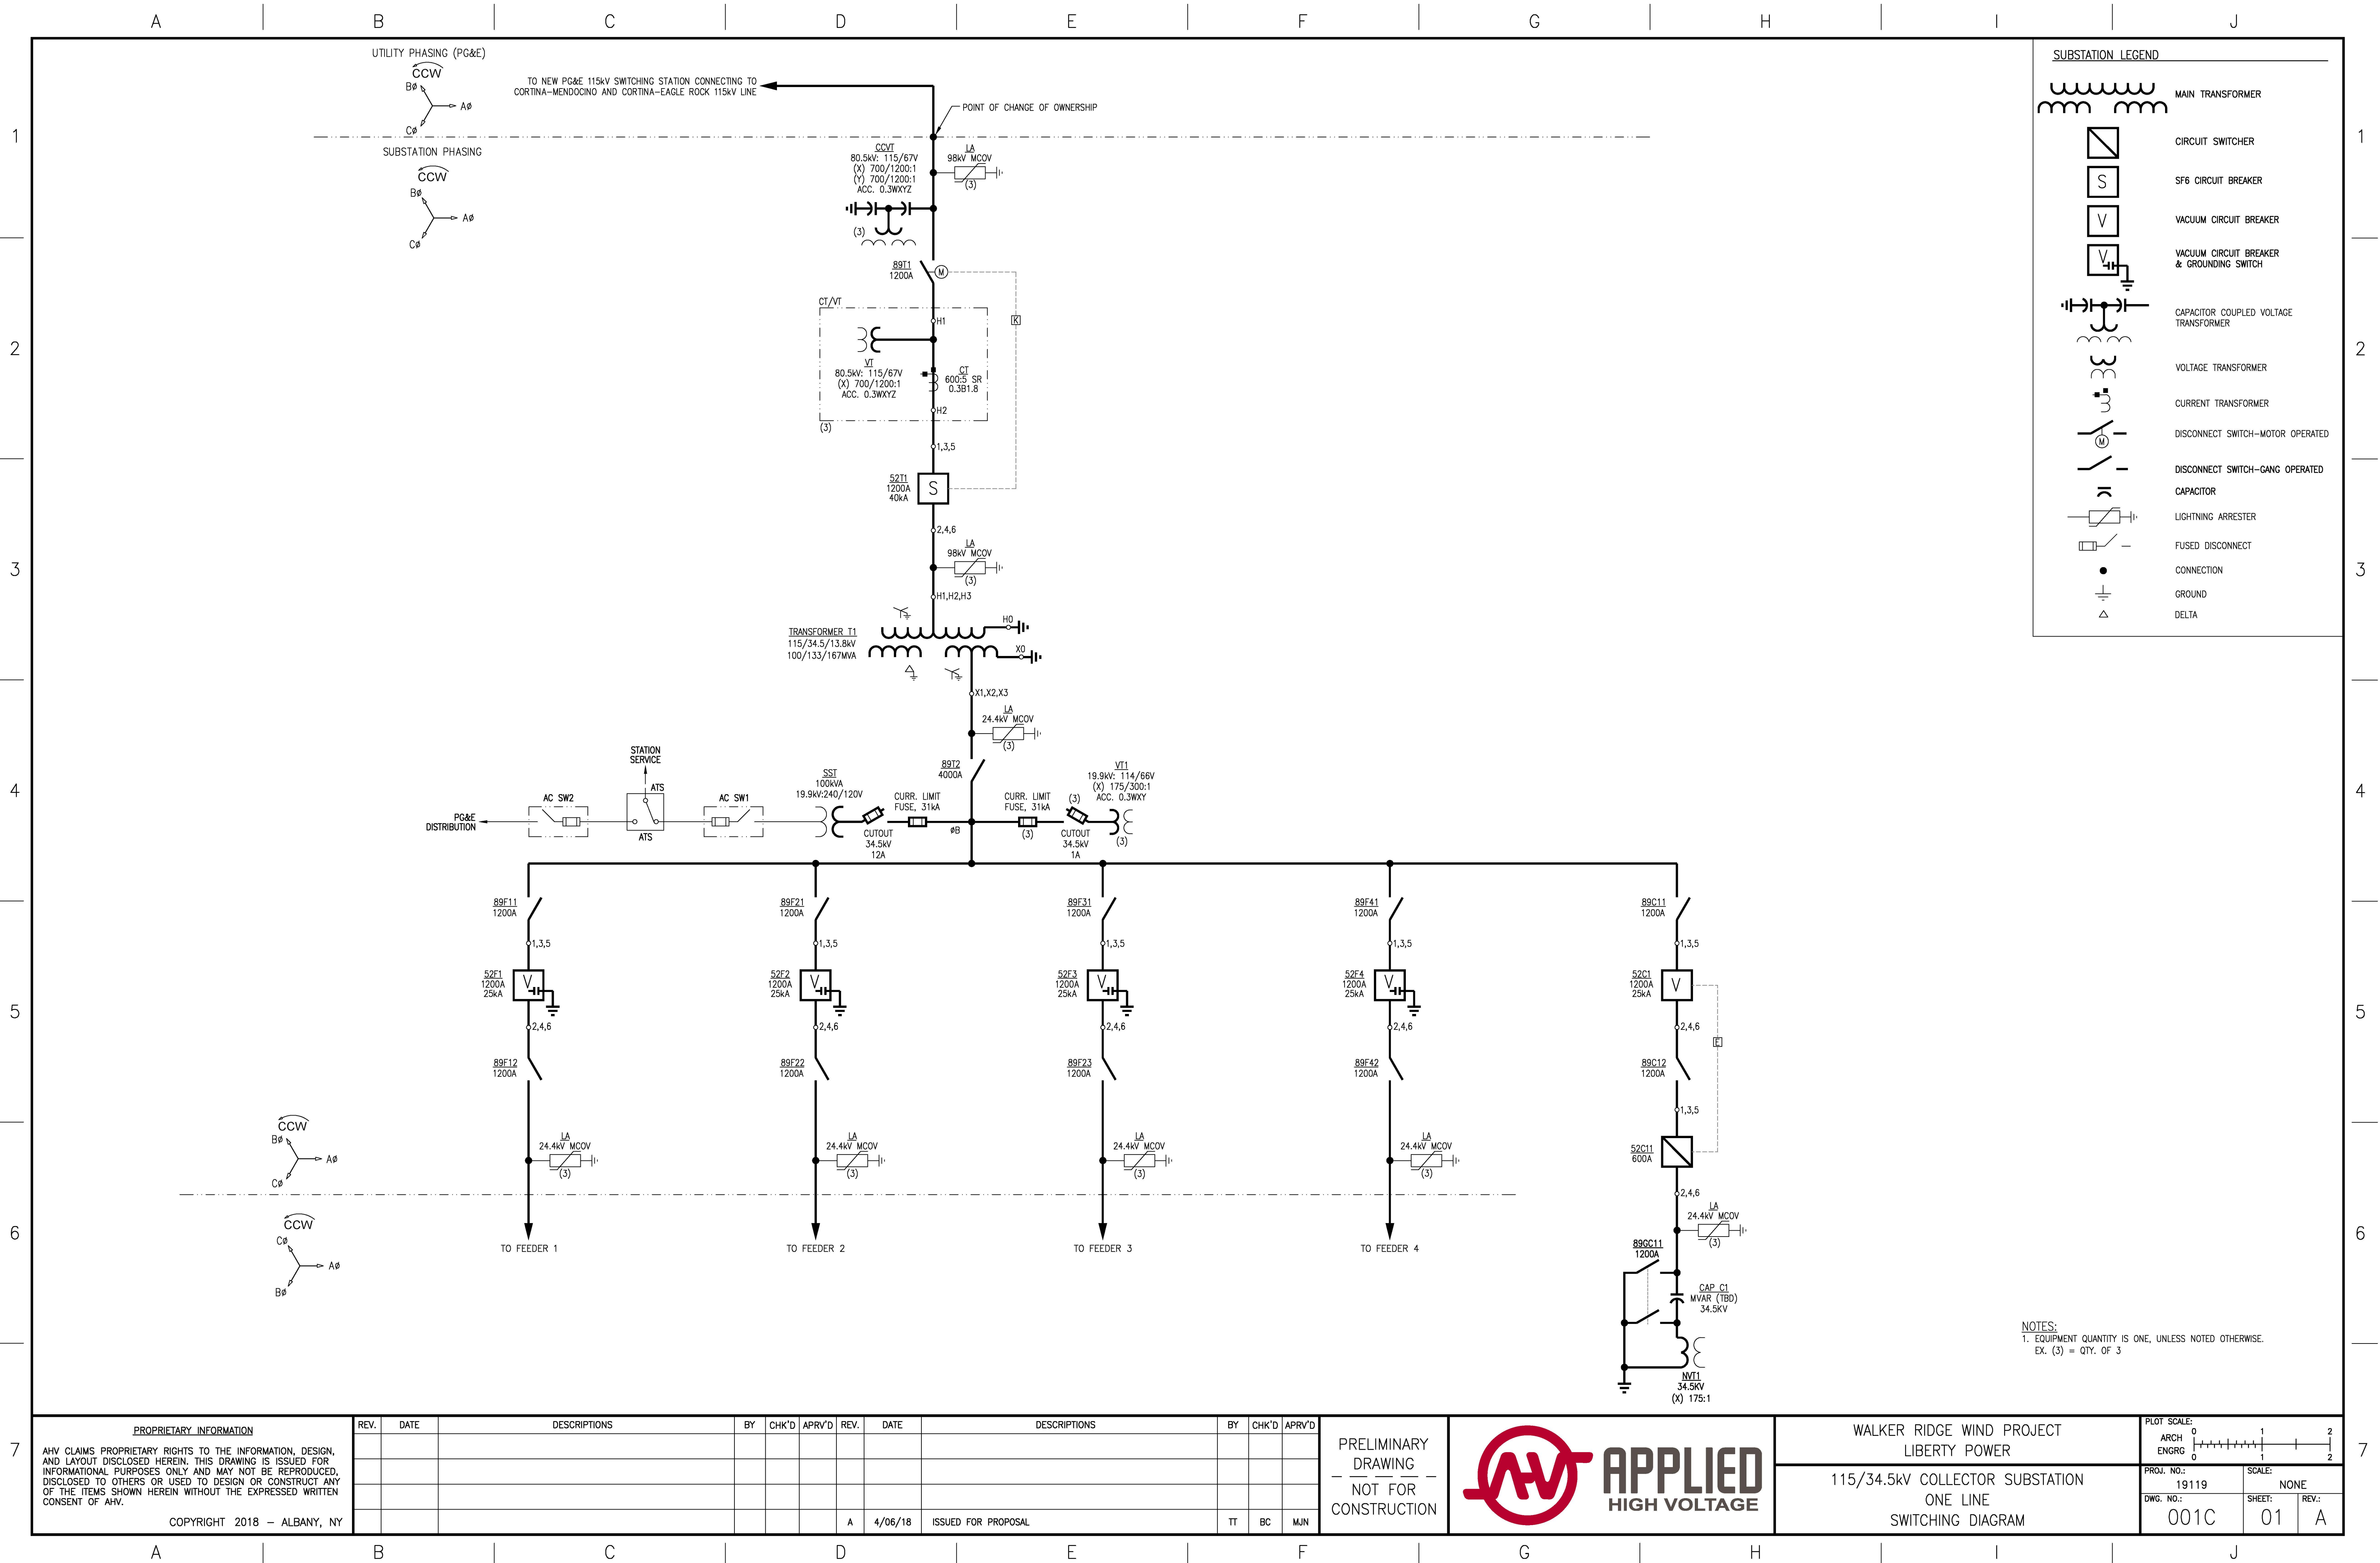 A B C D E F G H I J
UTILITY PHASING (PG&E)
CCW
BØ
AØ
CØ
SUBSTATION PHASING
CCW
BØ
AØ
CØ
TO NEW PG&E 115kV SWITCHING STATION CONNECTING TO
CORTINA-MENDOCINO AND CORTINA-EAGLE ROCK 115kV LINE
POINT OF CHANGE OF OWNERSHIP
1 1
CCVT
80.5kV: 115/67V
(X) 700/1200:1
(Y) 700/1200:1
ACC. 0.3WXYZ
(3)
LA
98kV MCOV
(3)
89T1
1200A
M
K
CT/VT
H1
VT
80.5kV: 115/67V
(X) 700/1200:1
ACC. 0.3WXYZ
CT
600:5 SR
0.3B1.8
H2
(3)
2 2
1,3,5
52T1
1200A
40kA
S
2,4,6
LA
98kV MCOV
(3)
3 3
H1,H2,H3
TRANSFORMER T1
115/34.5/13.8kV
100/133/167MVA
H0
X0
X1,X2,X3
LA
24.4kV MCOV
(3)
89T2
4000A
4 4
STATION
SERVICE
ATS
ATS
AC SW2
AC SW1
PG&E
DISTRIBUTION
SST
100kVA
19.9kV:240/120V
CUTOUT
34.5kV
12A
CURR. LIMIT
FUSE, 31kA
ØB
CURR. LIMIT
FUSE, 31kA
(3)
(3)
CUTOUT
34.5kV
1A
VT1
19.9kV: 114/66V
(X) 175/300:1
ACC. 0.3WXY
(3)
89F11
1200A
1,3,5
52F1
1200A
25kA
V
2,4,6
89F12
1200A
LA
24.4kV MCOV
(3)
TO FEEDER 1
89F21
1200A
1,3,5
52F2
1200A
25kA
V
2,4,6
89F22
1200A
LA
24.4kV MCOV
(3)
TO FEEDER 2
89F31
1200A
1,3,5
52F3
1200A
25kA
V
2,4,6
89F23
1200A
LA
24.4kV MCOV
(3)
TO FEEDER 3
89F41
1200A
1,3,5
52F4
1200A
25kA
V
2,4,6
89F42
1200A
LA
24.4kV MCOV
(3)
TO FEEDER 4
89C11
1200A
1,3,5
52C1
1200A
25kA
V
2,4,6
E
89C12
1200A
1,3,5
52C11
600A
2,4,6
LA
24.4kV MCOV
(3)
89GC11
1200A
CAP C1
MVAR (TBD)
34.5KV
NVT1
34.5KV
(X) 175:1
5 5
CCW
BØ
AØ
CØ
CCW
CØ
AØ
BØ
6 6
SUBSTATION LEGEND
MAIN TRANSFORMER
CIRCUIT SWITCHER
S
SF6 CIRCUIT BREAKER
V
VACUUM CIRCUIT BREAKER
V
VACUUM CIRCUIT BREAKER
& GROUNDING SWITCH
CAPACITOR COUPLED VOLTAGE
TRANSFORMER
VOLTAGE TRANSFORMER
CURRENT TRANSFORMER
M
DISCONNECT SWITCH-MOTOR OPERATED
DISCONNECT SWITCH-GANG OPERATED
CAPACITOR
LIGHTNING ARRESTER
FUSED DISCONNECT
CONNECTION
GROUND
DELTA
NOTES:
1. EQUIPMENT QUANTITY IS ONE, UNLESS NOTED OTHERWISE.
EX. (3) = QTY. OF 3
7 7
PROPRIETARY INFORMATION
AHV CLAIMS PROPRIETARY RIGHTS TO THE INFORMATION, DESIGN,
AND LAYOUT DISCLOSED HEREIN. THIS DRAWING IS ISSUED FOR
INFORMATIONAL PURPOSES ONLY AND MAY NOT BE REPRODUCED,
DISCLOSED TO OTHERS OR USED TO DESIGN OR CONSTRUCT ANY
OF THE ITEMS SHOWN HEREIN WITHOUT THE EXPRESSED WRITTEN
CONSENT OF AHV.
COPYRIGHT 2018 - ALBANY, NY
REV. DATE DESCRIPTIONS BY CHK'D APRV'D REV. DATE DESCRIPTIONS BY CHK'D APRV'D
A 4/06/18 ISSUED FOR PROPOSAL TT BC MJN
PRELIMINARY
DRAWING
NOT FOR
CONSTRUCTION
AHV
APPLIED
HIGH VOLTAGE
WALKER RIDGE WIND PROJECT
LIBERTY POWER
115/34.5kV COLLECTOR SUBSTATION
ONE LINE
SWITCHING DIAGRAM
PLOT SCALE:
ARCH 0 1 2
ENGRG 0 1 2
PROJ. NO.: 19119
SCALE: NONE
DWG. NO.: 001C
SHEET: 01
REV.: A
A B C D E F G H I J